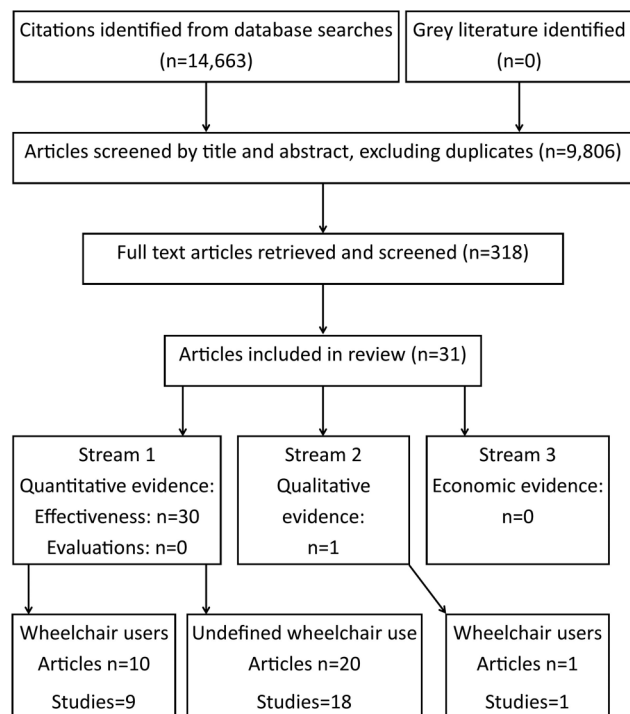 Citations identified from database searches
(n=14,663)
Grey literature identified
(n=0)
Articles screened by title and abstract, excluding duplicates (n=9,806)
Full text articles retrieved and screened (n=318)
Articles included in review (n=31)
Stream 1
Quantitative evidence:
Effectiveness: n=30
Evaluations: n=0
Stream 2
Qualitative
evidence:
n=1
Stream 3
Economic evidence:
n=0
Wheelchair users
Articles n=10
Studies=9
Undefined wheelchair use
Articles n=20
Studies=18
Wheelchair users
Articles n=1
Studies=1